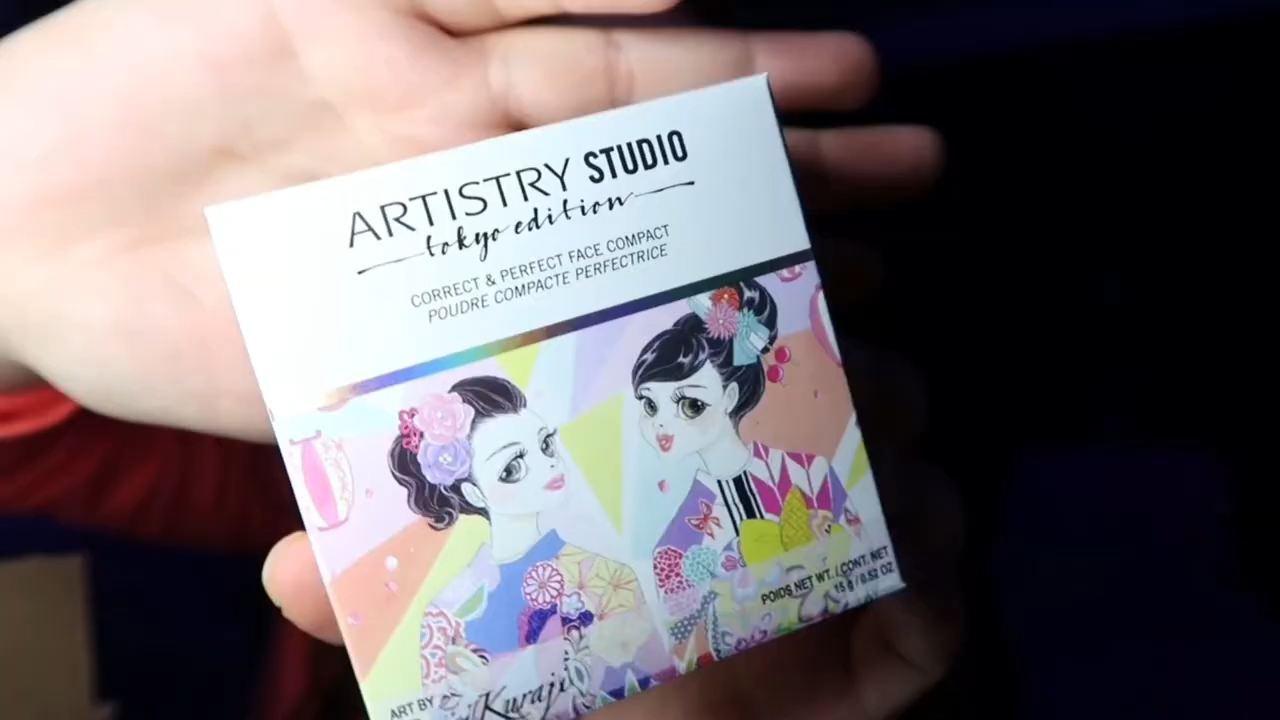 ARTISTRY STUDIO
tokyo edition
CORRECT & PERFECT FACE COMPACT
POUDRE COMPACTE PERFECTRICE
POIDS NET WT. / CONT. NET
15 g / 0.52 OZ
ART BY